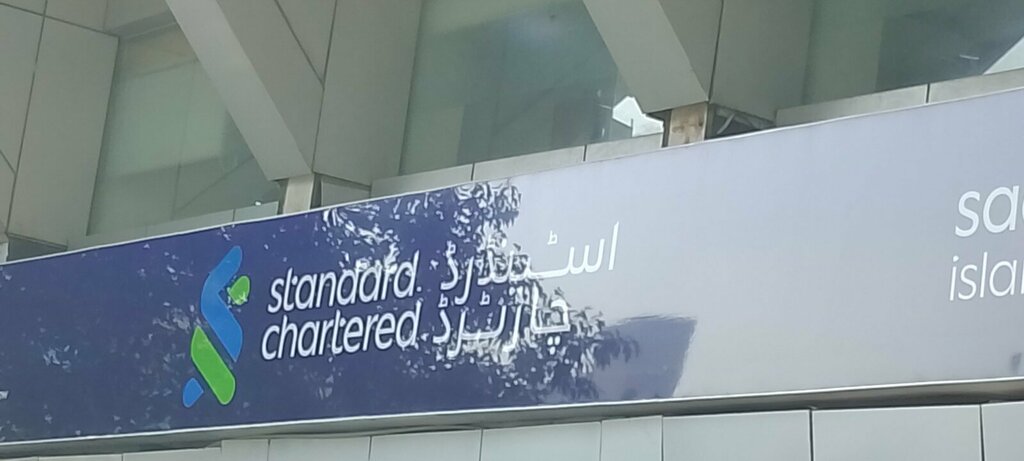 standard
chartered
اسٹینڈرڈ
چارٹرڈ